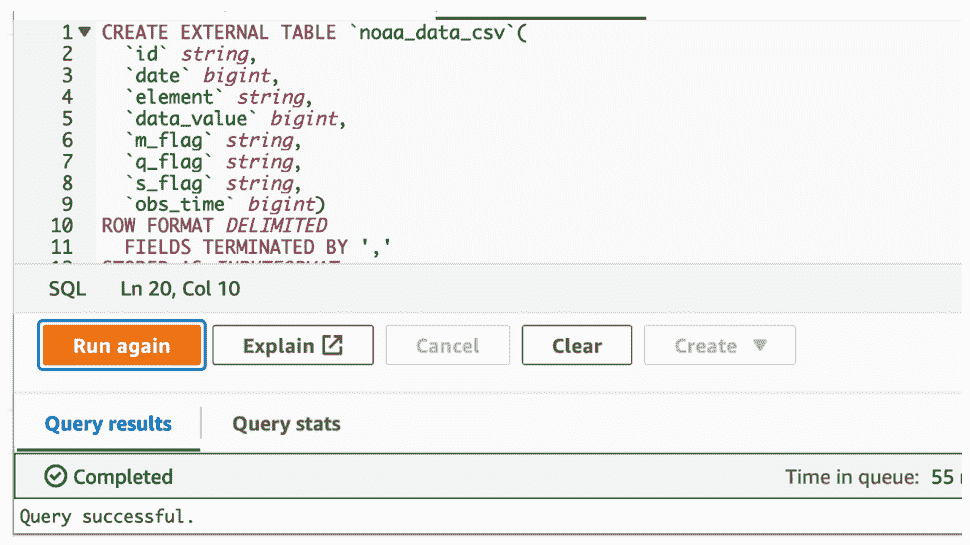 1 CREATE EXTERNAL TABLE `noaa_data_csv`(
2 `id` string,
3 `date` bigint,
4 `element` string,
5 `data_value` bigint,
6 `m_flag` string,
7 `q_flag` string,
8 `s_flag` string,
9 `obs_time` bigint)
10 ROW FORMAT DELIMITED
11 FIELDS TERMINATED BY ','
SQL Ln 20, Col 10
Run again Explain Cancel Clear Create
Query results Query stats
Completed Time in queue: 55
Query successful.